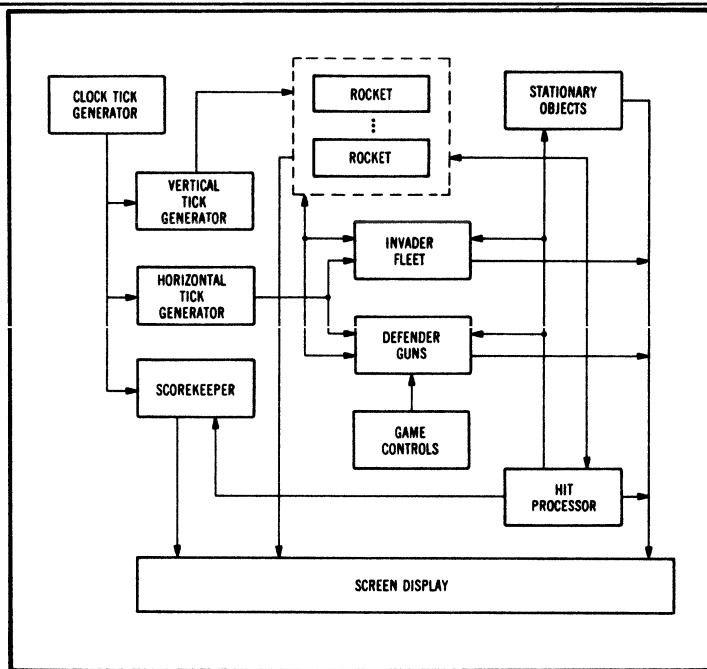 CLOCK TICK
GENERATOR
ROCKET
ROCKET
STATIONARY
OBJECTS
VERTICAL
TICK
GENERATOR
INVADER
FLEET
HORIZONTAL
TICK
GENERATOR
DEFENDER
GUNS
SCOREKEEPER
GAME
CONTROLS
HIT
PROCESSOR
SCREEN DISPLAY